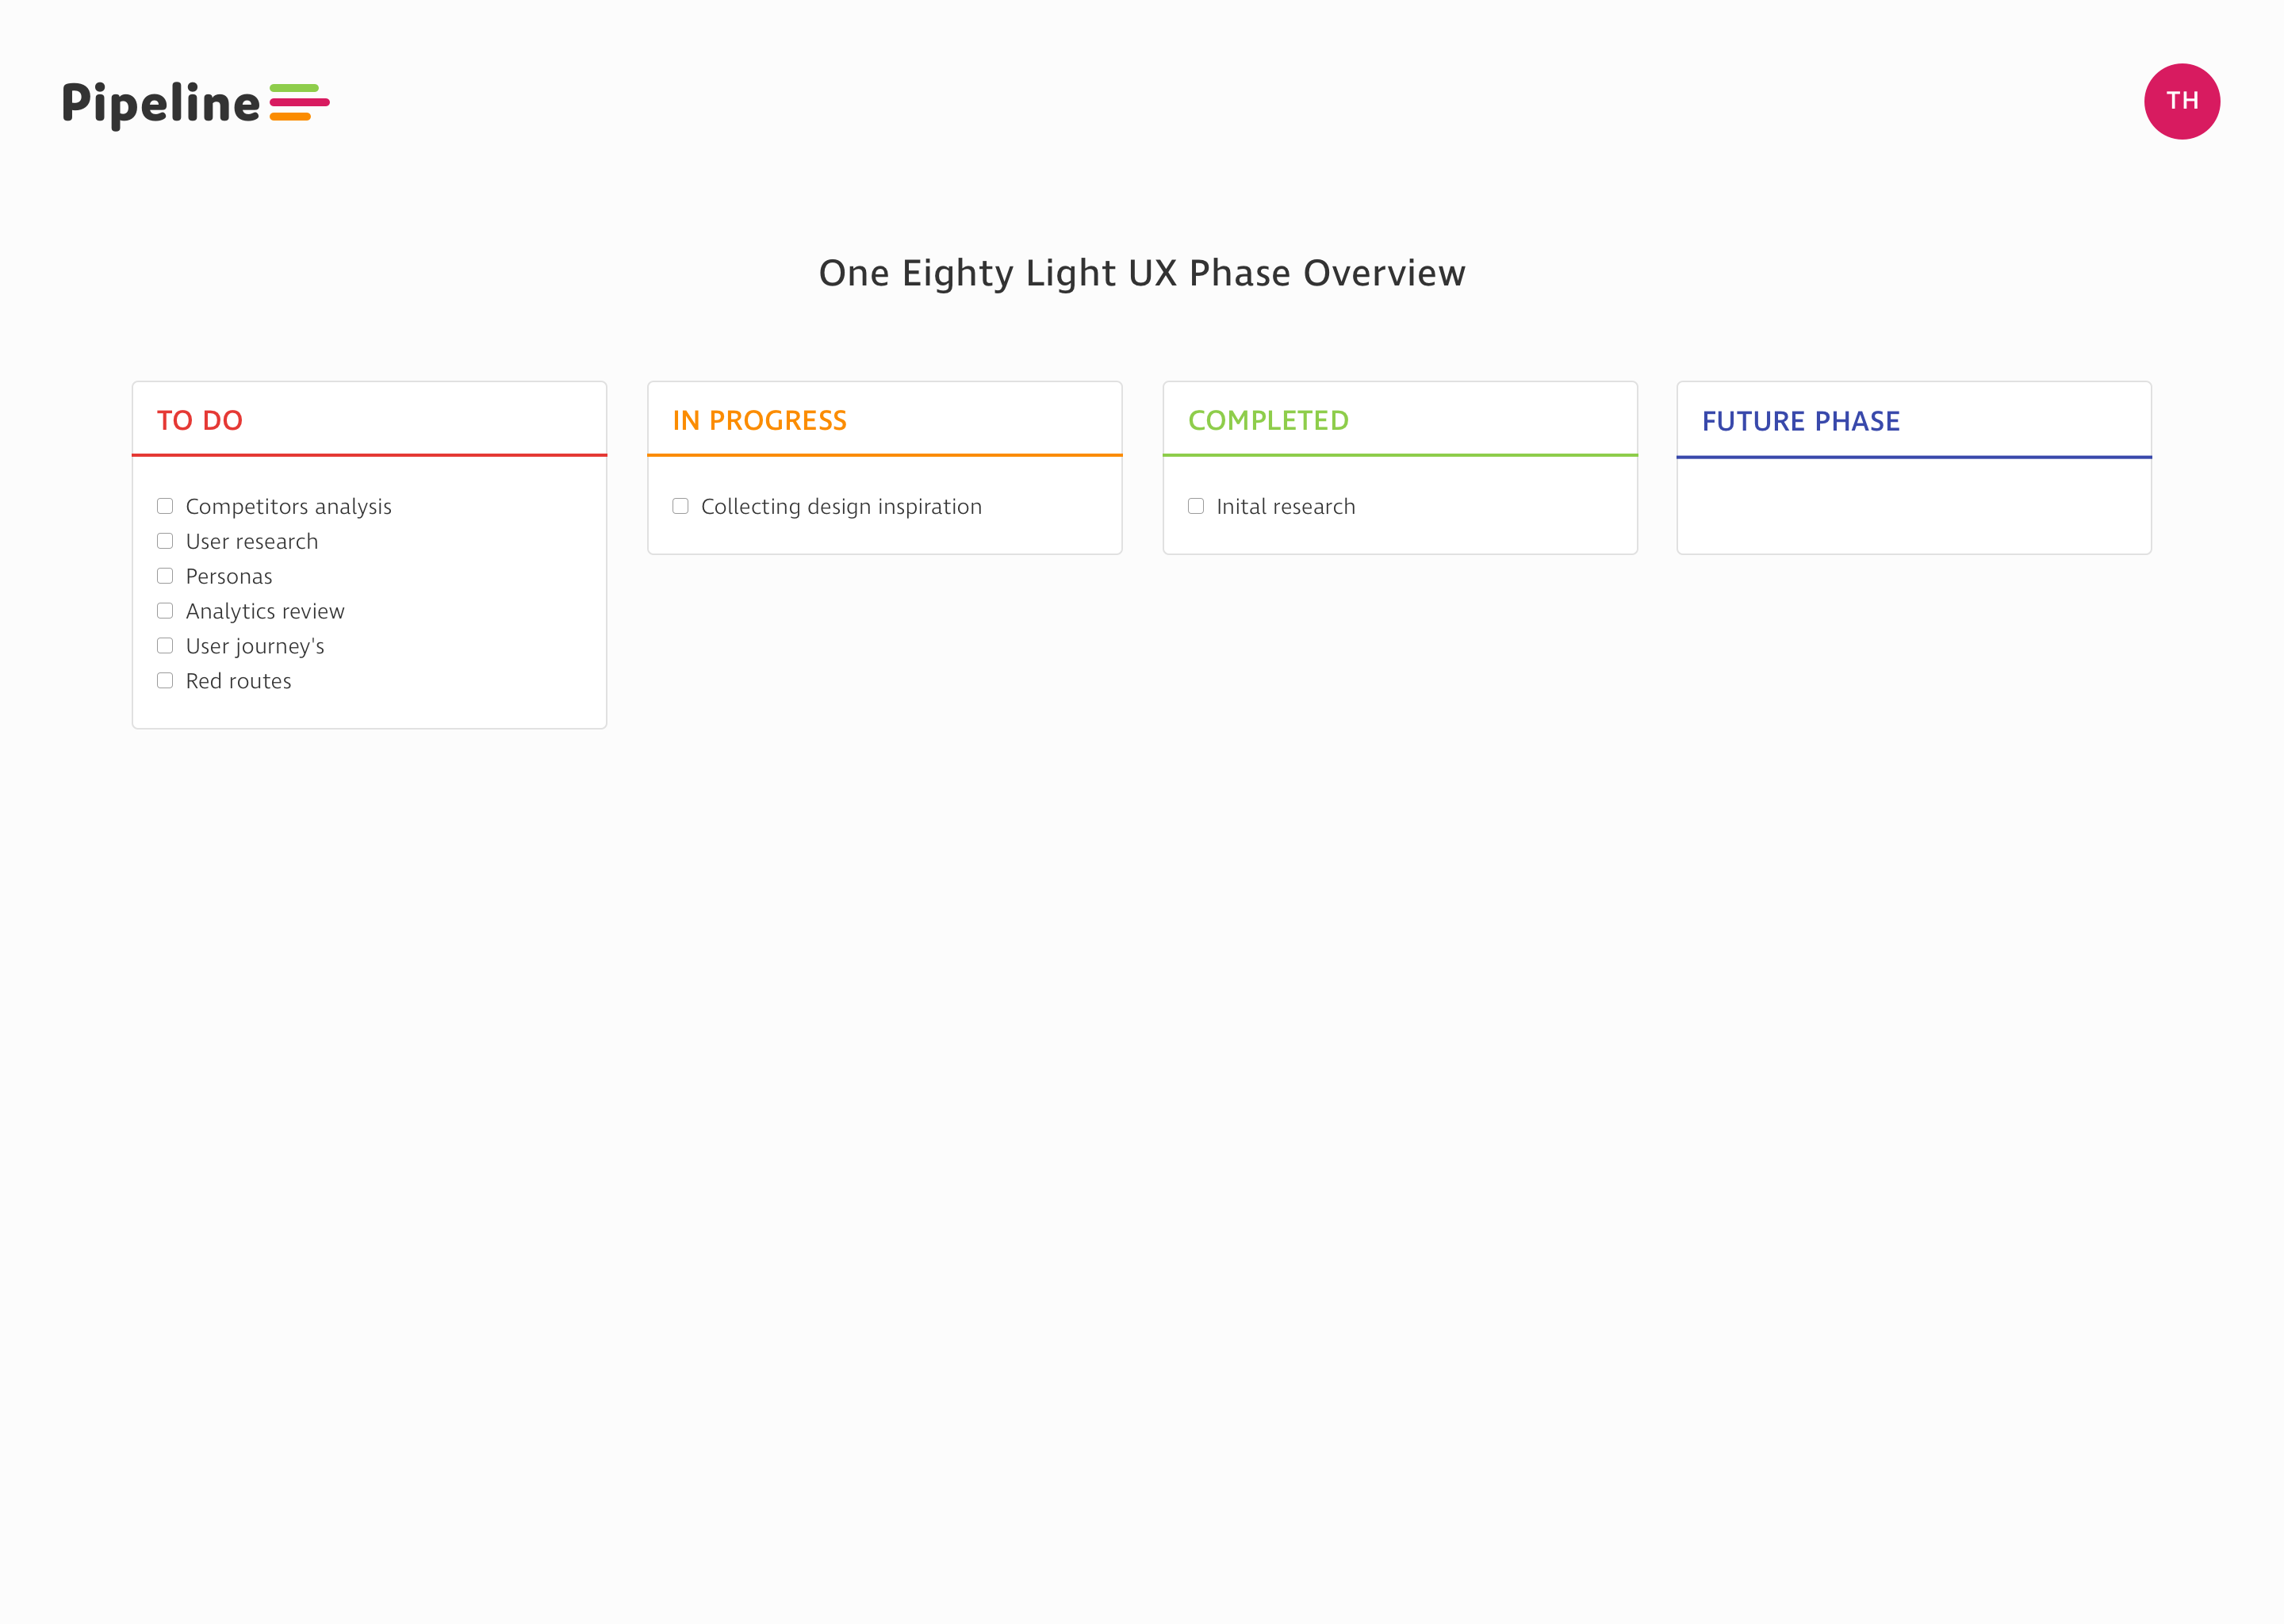 Pipeline
TH
One Eighty Light UX Phase Overview
TO DO
Competitors analysis
User research
Personas
Analytics review
User journey's
Red routes
IN PROGRESS
Collecting design inspiration
COMPLETED
Inital research
FUTURE PHASE